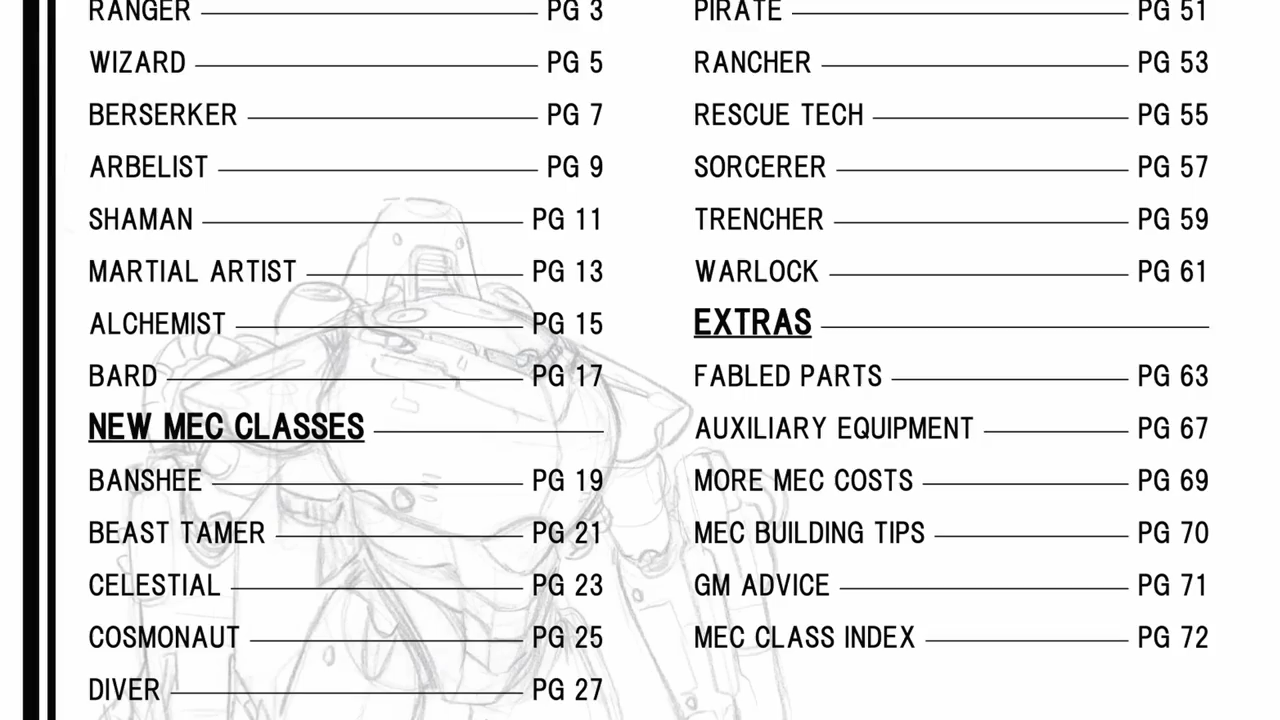 RANGER PG 3
WIZARD PG 5
BERSERKER PG 7
ARBELIST PG 9
SHAMAN PG 11
MARTIAL ARTIST PG 13
ALCHEMIST PG 15
BARD PG 17
NEW MEC CLASSES
BANSHEE PG 19
BEAST TAMER PG 21
CELESTIAL PG 23
COSMONAUT PG 25
DIVER PG 27
PIRATE PG 51
RANCHER PG 53
RESCUE TECH PG 55
SORCERER PG 57
TRENCHER PG 59
WARLOCK PG 61
EXTRAS
FABLED PARTS PG 63
AUXILIARY EQUIPMENT PG 67
MORE MEC COSTS PG 69
MEC BUILDING TIPS PG 70
GM ADVICE PG 71
MEC CLASS INDEX PG 72